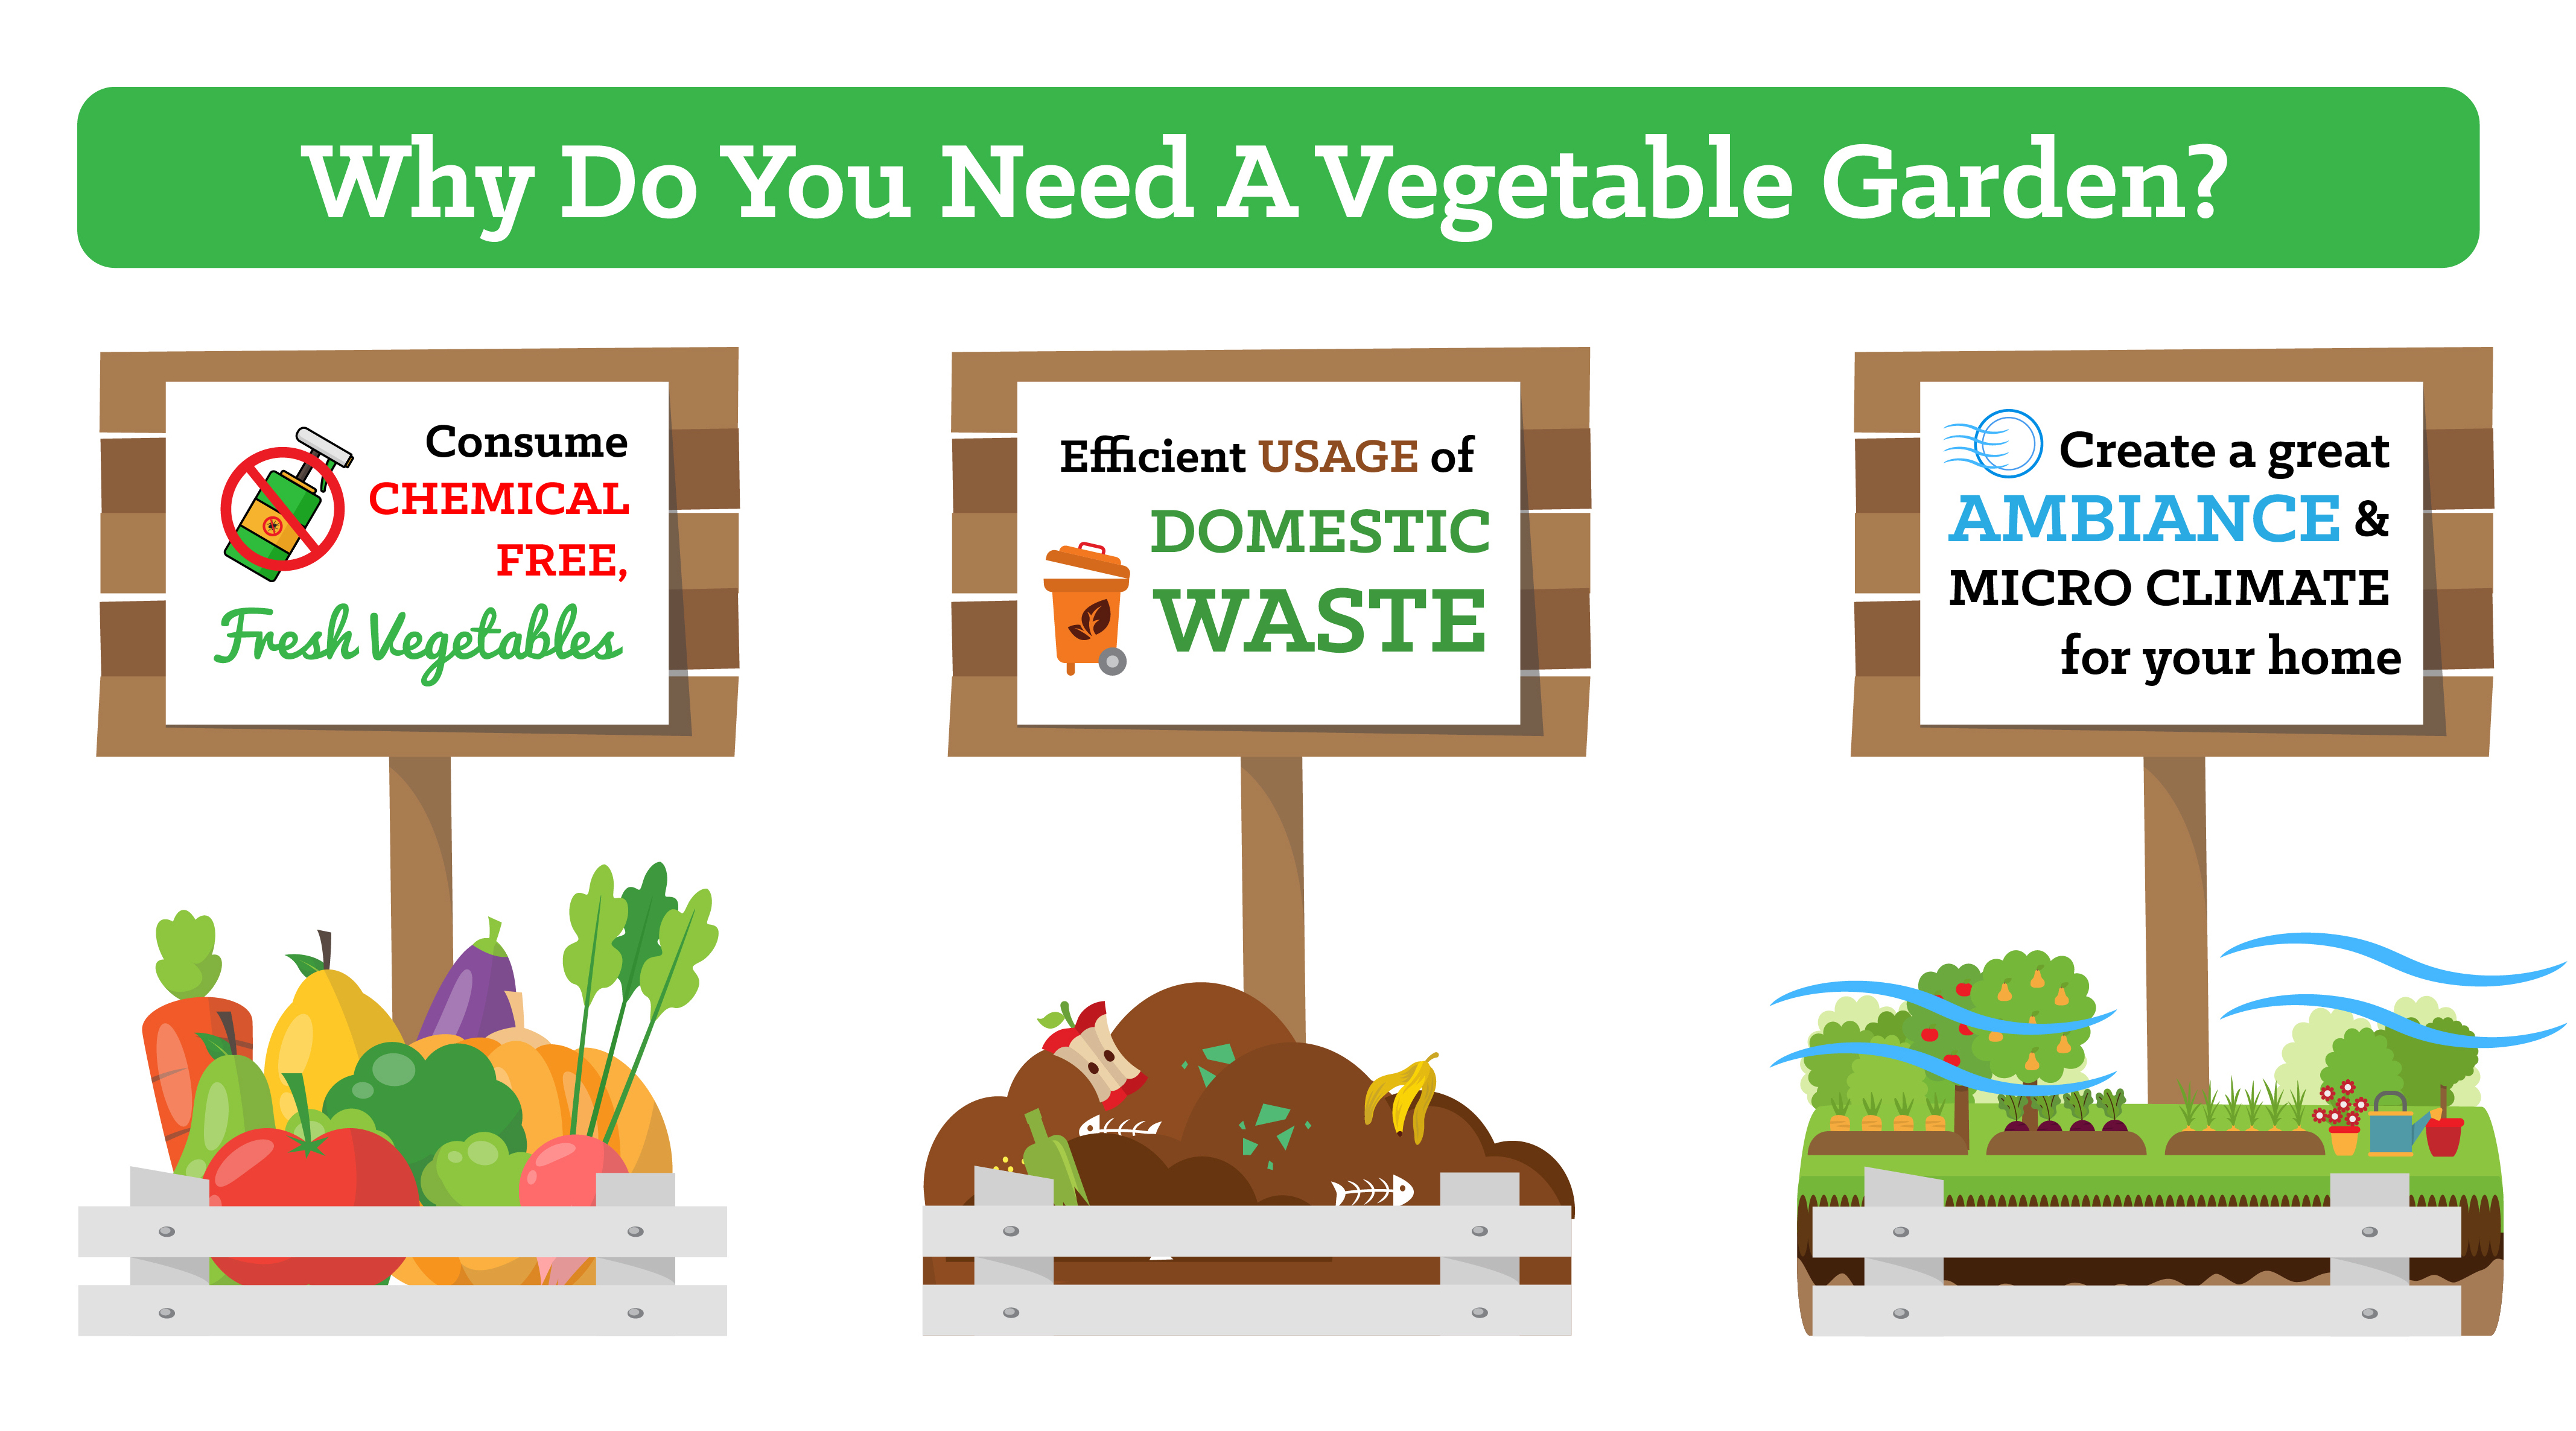 Why Do You Need A Vegetable Garden?
Consume
CHEMICAL
FREE,
Fresh Vegetables
Efficient USAGE of
DOMESTIC
WASTE
Create a great
AMBIANCE &
MICRO CLIMATE
for your home